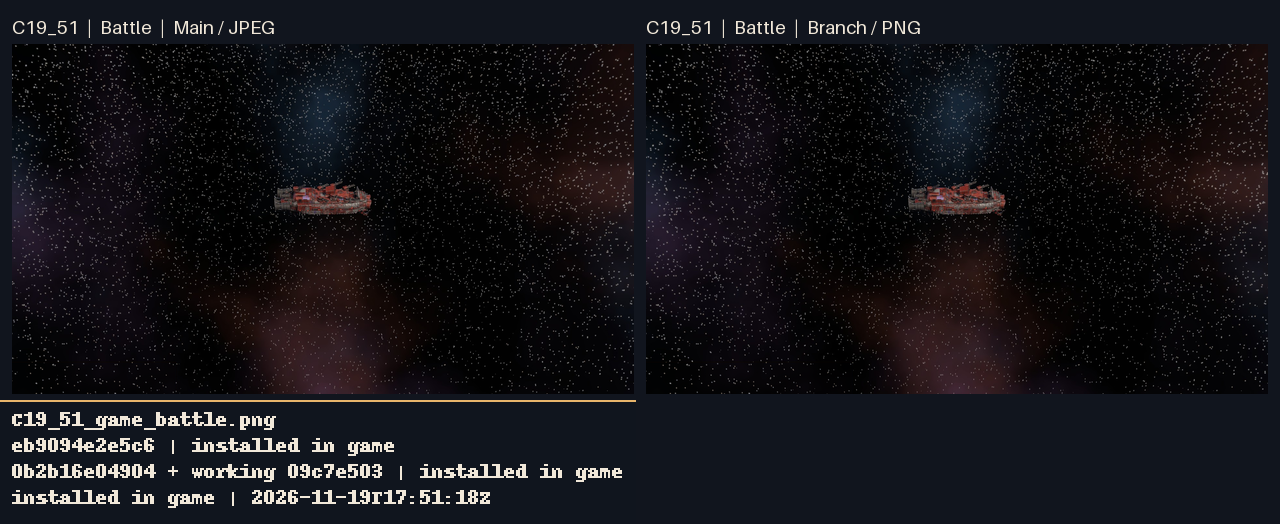 C19_51 | Battle | Main / JPEG
C19_51 | Battle | Branch / PNG
C19_51_game_battle.png
eb9094e2e5c6 | installed in game
0b2b16e04904 + working 09c7e503 | installed in game
installed in game | 2026-11-19T17:51:18Z